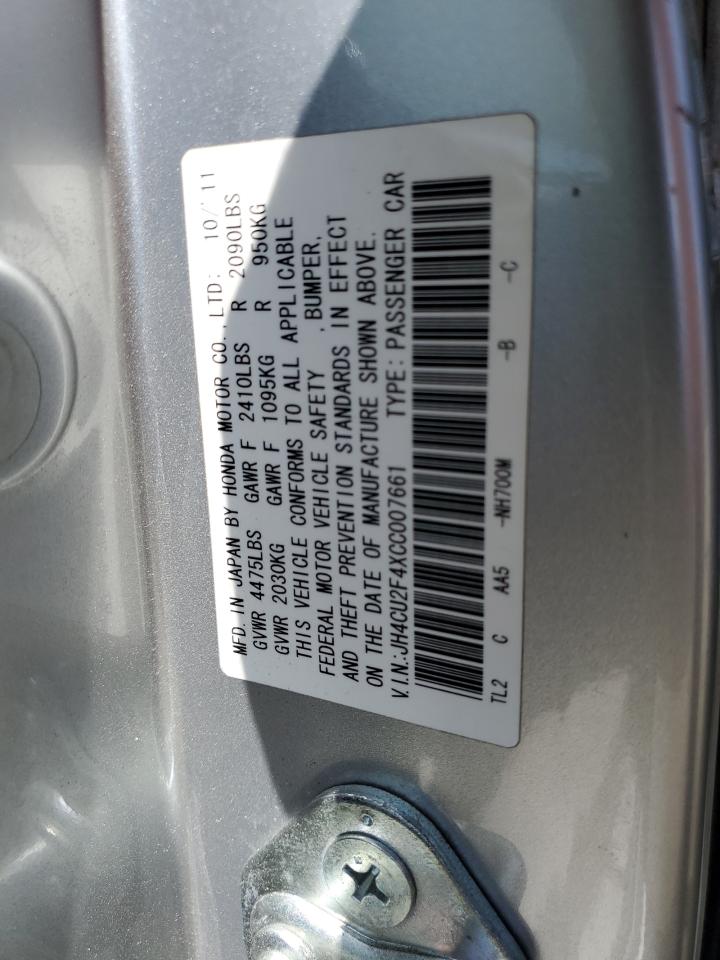 MFD. IN JAPAN BY HONDA MOTOR CO., LTD: 10/'11
GVWR 4475LBS GAWR F 2410LBS R 2090LBS
GVWR 2030KG GAWR F 1095KG R 950KG
THIS VEHICLE CONFORMS TO ALL APPLICABLE
FEDERAL MOTOR VEHICLE SAFETY , BUMPER,
AND THEFT PREVENTION STANDARDS IN EFFECT
ON THE DATE OF MANUFACTURE SHOWN ABOVE.
V.I.N.:JH4CU2F4XCC007661 TYPE: PASSENGER CAR
TL2 C AA5 -NH700M -B -C